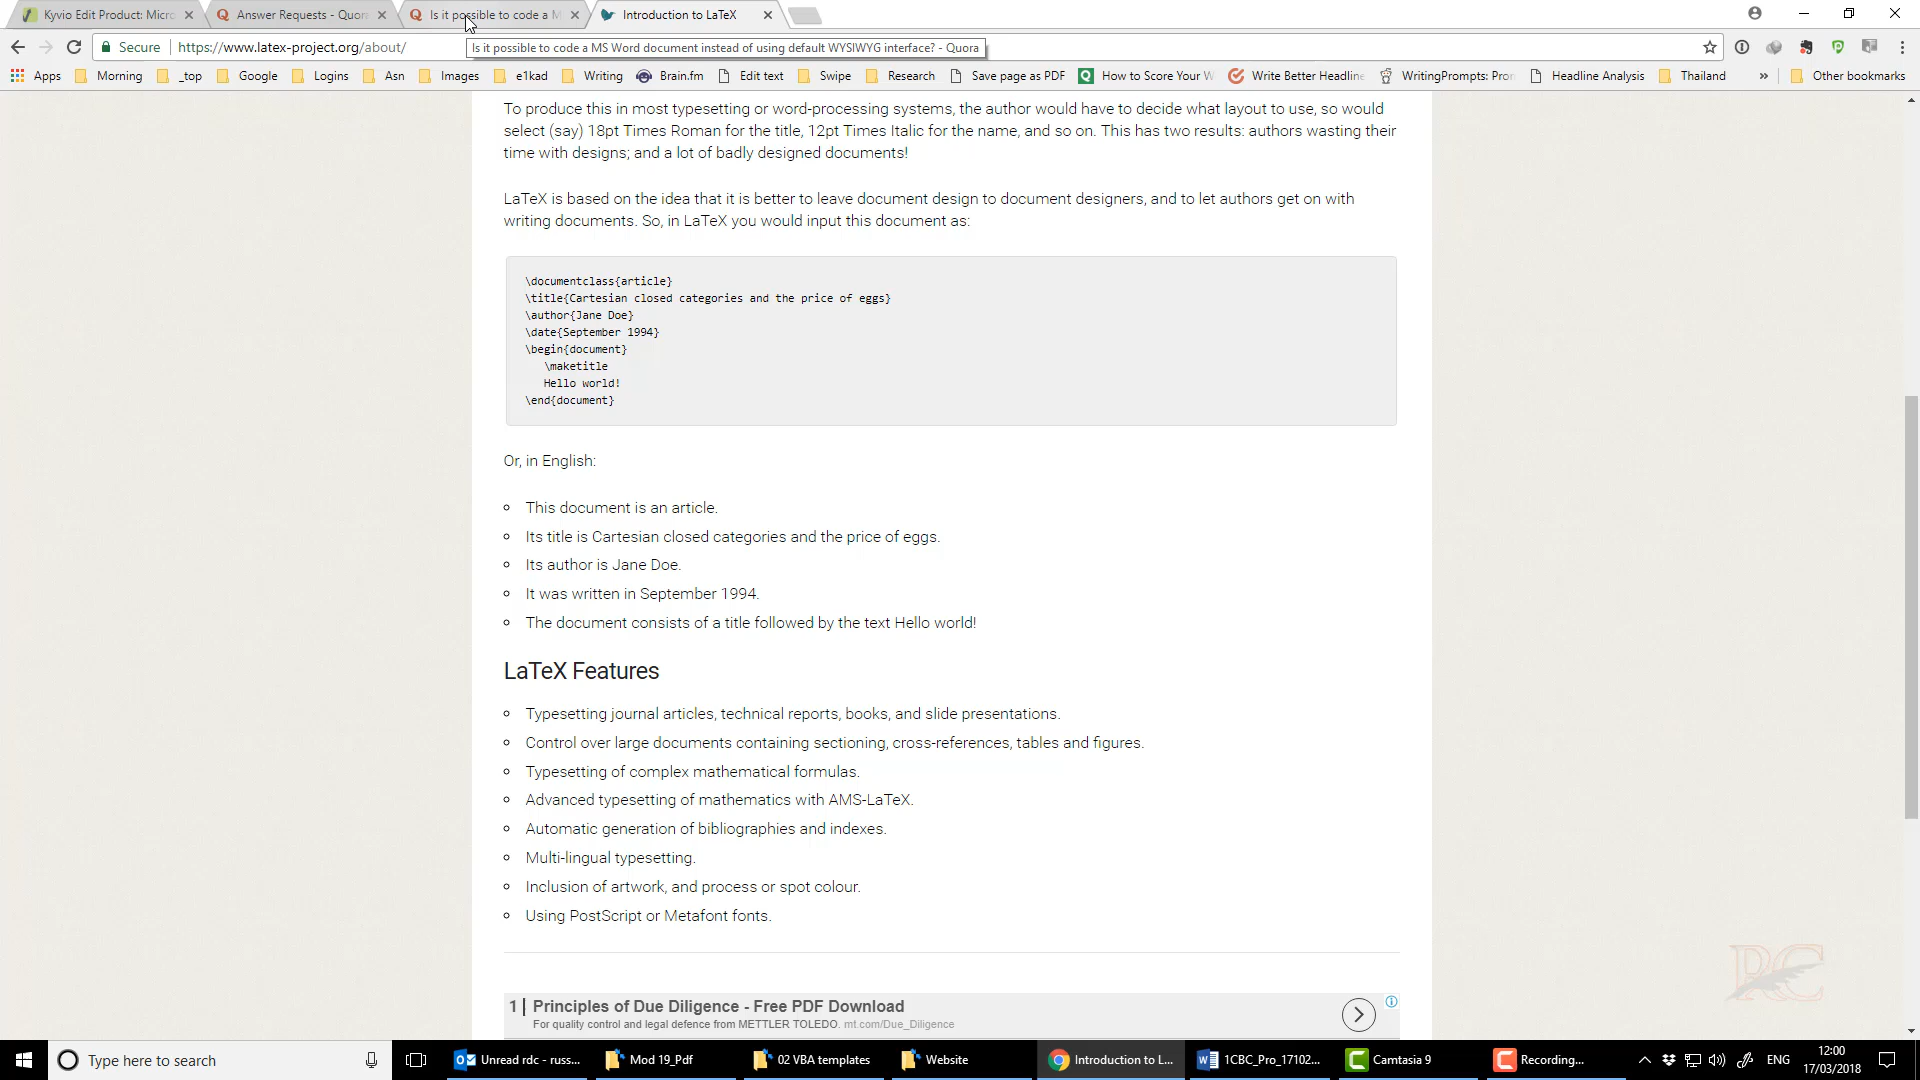 Kyvio Edit Product: Micro
Answer Requests - Quor
Is it possible to code a M
Introduction to LaTeX
Secure
https://www.latex-project.org/about/
Is it possible to code a MS Word document instead of using default WYSIWYG interface? - Quora
Apps
Morning
_top
Google
Logins
Asn
Images
e1kad
Writing
Brain.fm
Edit text
Swipe
Research
Save page as PDF
How to Score Your W
Write Better Headline
WritingPrompts: Pro
Headline Analysis
Thailand
»
Other bookmarks
To produce this in most typesetting or word-processing systems, the author would have to decide what layout to use, so would
select (say) 18pt Times Roman for the title, 12pt Times Italic for the name, and so on. This has two results: authors wasting their
time with designs; and a lot of badly designed documents!
LaTeX is based on the idea that it is better to leave document design to document designers, and to let authors get on with
writing documents. So, in LaTeX you would input this document as:
\documentclass{article}
\title{Cartesian closed categories and the price of eggs}
\author{Jane Doe}
\date{September 1994}
\begin{document}
\maketitle
Hello world!
\end{document}
Or, in English:
This document is an article.
Its title is Cartesian closed categories and the price of eggs.
Its author is Jane Doe.
It was written in September 1994.
The document consists of a title followed by the text Hello world!
LaTeX Features
Typesetting journal articles, technical reports, books, and slide presentations.
Control over large documents containing sectioning, cross-references, tables and figures.
Typesetting of complex mathematical formulas.
Advanced typesetting of mathematics with AMS-LaTeX.
Automatic generation of bibliographies and indexes.
Multi-lingual typesetting.
Inclusion of artwork, and process or spot colour.
Using PostScript or Metafont fonts.
RC
1 Principles of Due Diligence - Free PDF Download
For quality control and legal defence from METTLER TOLEDO. mt.com/Due_Diligence
Type here to search
Unread rdc - russ...
Mod 19_Pdf
02 VBA templates
Website
Introduction to L...
1CBC_Pro_17102...
Camtasia 9
Recording...
ENG
12:00
17/03/2018